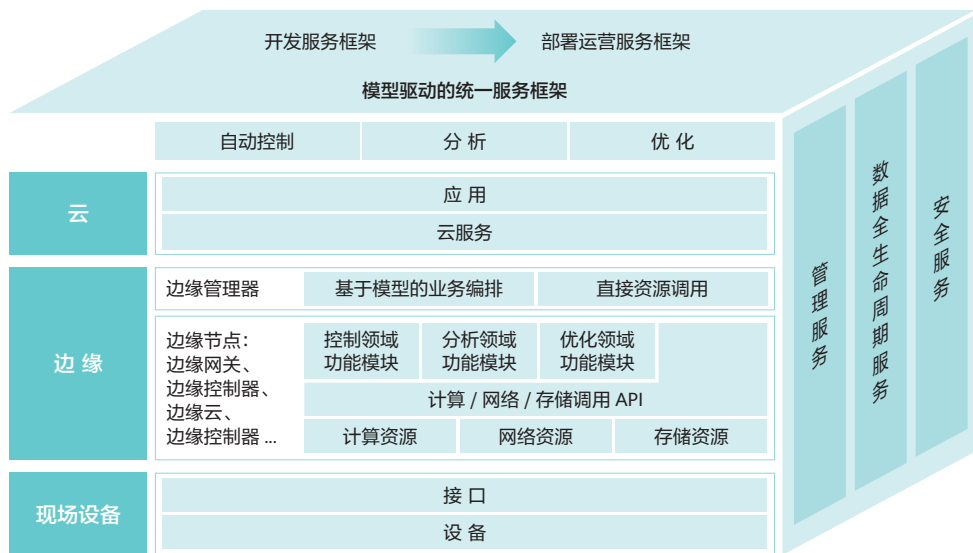 开发服务框架
部署运营服务框架
模型驱动的统一服务框架
自动控制
分 析
优 化
云
应 用
云服务
边 缘
边缘管理器
基于模型的业务编排
直接资源调用
边缘节点：
边缘网关、
边缘控制器、
边缘云、
边缘控制器 ...
控制领域
功能模块
分析领域
功能模块
优化领域
功能模块
计算 / 网络 / 存储调用 API
计算资源
网络资源
存储资源
现场设备
接 口
设 备
管理服务
数据全生命周期服务
安全服务